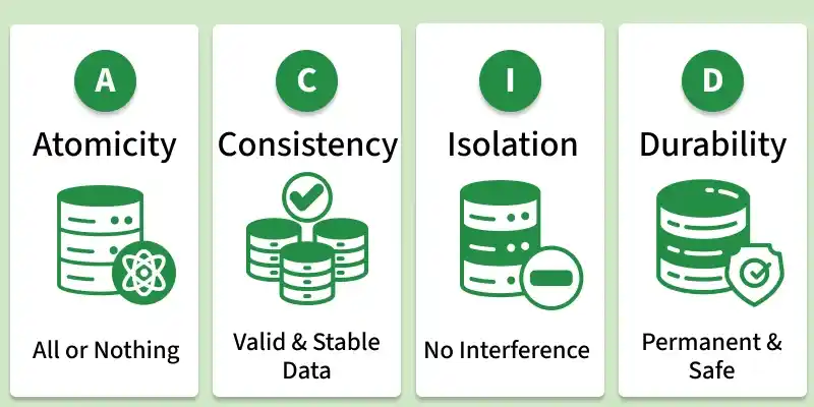 A
Atomicity
All or Nothing
C
Consistency
Valid & Stable
Data
I
Isolation
No Interference
D
Durability
Permanent &
Safe